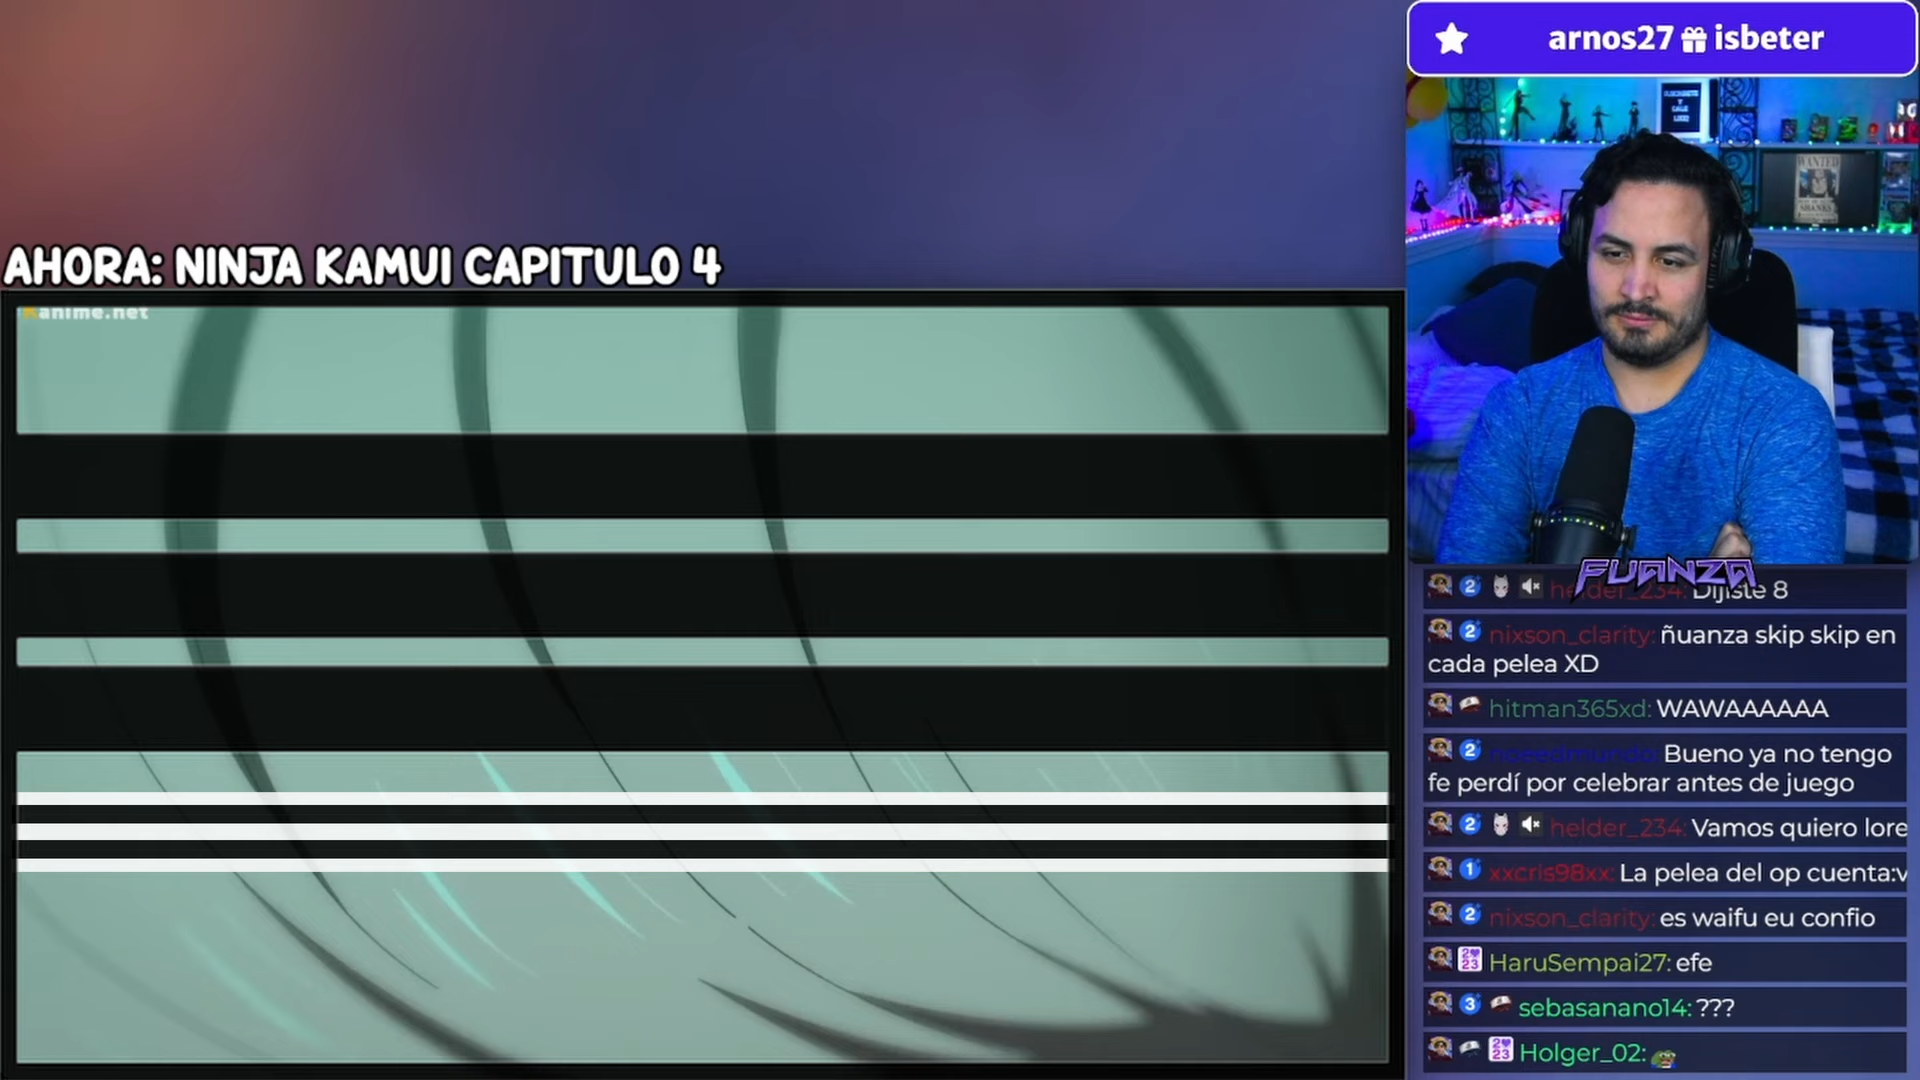 arnos27 isbeter
AHORA: NINJA KAMUI CAPITULO 4
anime.net
WANTED
FUANZA
helder_234: Dijiste 8
nixson_clarity: ñuanza skip skip en
cada pelea XD
hitman365xd: WAWAAAAAA
Bueno ya no tengo
fe perdí por celebrar antes de juego
helder_234: Vamos quiero lore
xxcris98xx: La pelea del op cuenta:v
nixson_clarity: es waifu eu confio
HaruSempai27: efe
sebasanano14: ???
Holger_02: